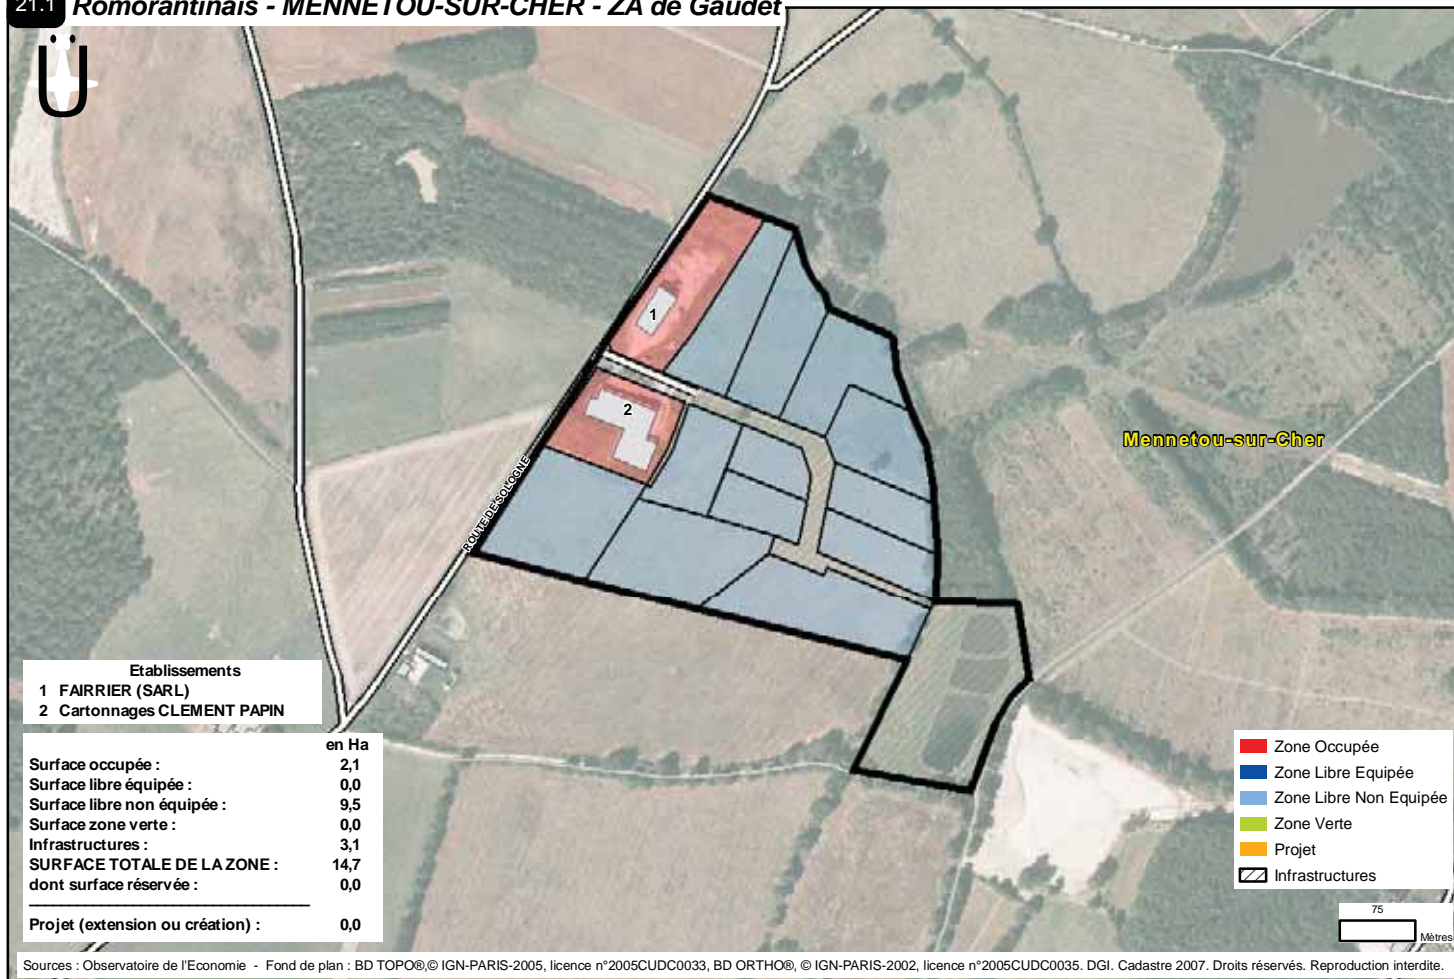 21.1 Romorantinais - MENNETOU-SUR-CHER - ZA de Gaudet
Ü
1
2
ROUTE DE SOLOGNE
Mennetou-sur-Cher
Etablissements
1 FAIRRIER (SARL)
2 Cartonnages CLEMENT PAPIN
en Ha
Surface occupée : 2,1
Surface libre équipée : 0,0
Surface libre non équipée : 9,5
Surface zone verte : 0,0
Infrastructures : 3,1
SURFACE TOTALE DE LA ZONE : 14,7
dont surface réservée : 0,0
Projet (extension ou création) : 0,0
Zone Occupée
Zone Libre Equipée
Zone Libre Non Equipée
Zone Verte
Projet
Infrastructures
75
Mètres
Sources : Observatoire de l'Economie - Fond de plan : BD TOPO®,© IGN-PARIS-2005, licence n°2005CUDC0033, BD ORTHO®, © IGN-PARIS-2002, licence n°2005CUDC0035. DGI. Cadastre 2007. Droits réservés. Reproduction interdite.